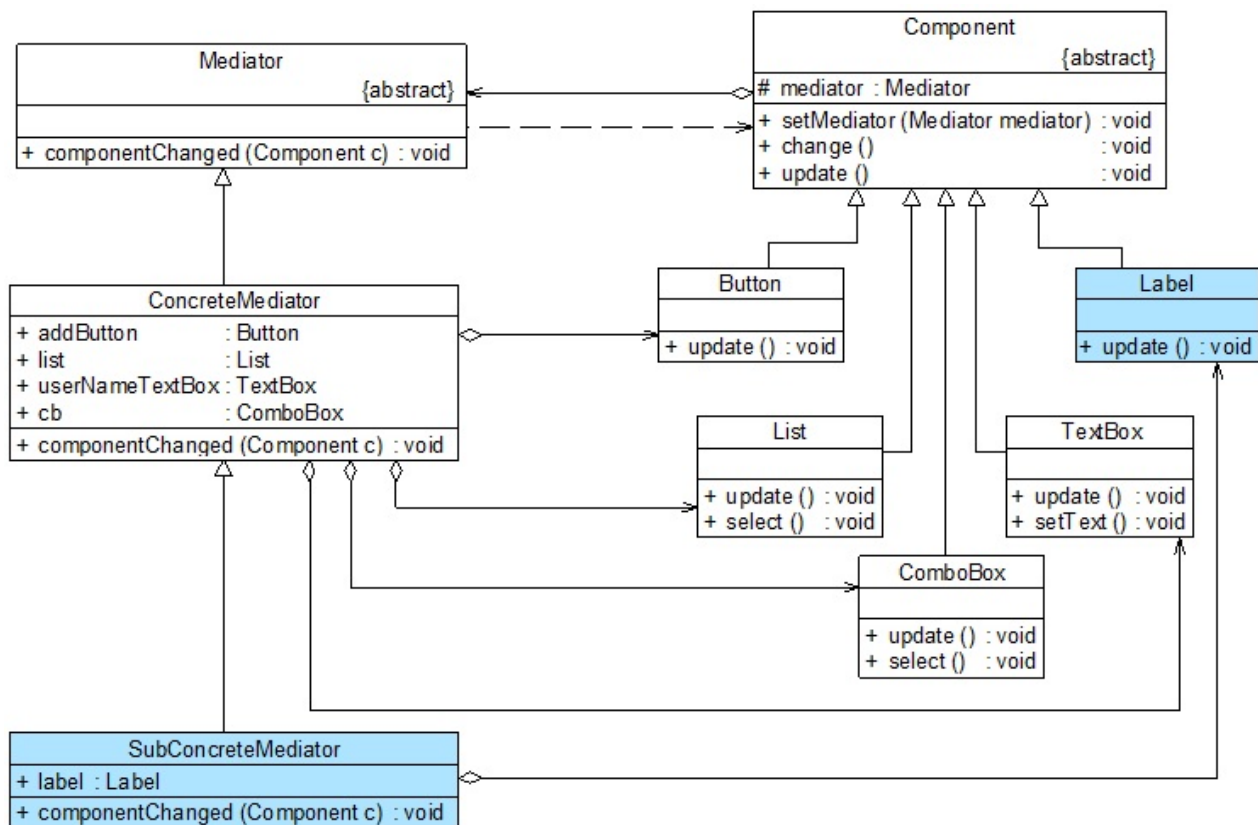 Mediator
{abstract}
+ componentChanged (Component c) : void
Component
{abstract}
# mediator : Mediator
+ setMediator (Mediator mediator) : void
+ change () : void
+ update () : void
ConcreteMediator
+ addButton : Button
+ list : List
+ userNameTextBox : TextBox
+ cb : ComboBox
+ componentChanged (Component c) : void
Button
+ update () : void
Label
+ update () : void
List
+ update () : void
+ select () : void
TextBox
+ update () : void
+ setText () : void
ComboBox
+ update () : void
+ select () : void
SubConcreteMediator
+ label : Label
+ componentChanged (Component c) : void